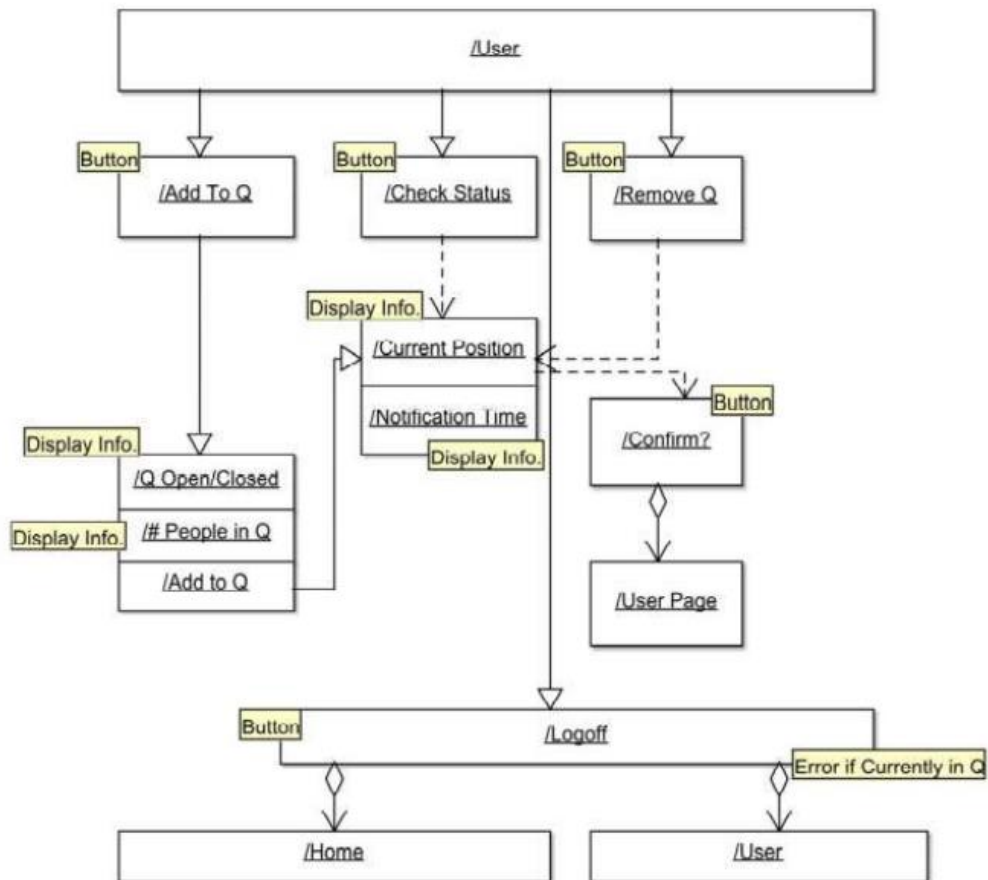 /User
Button
/Add To Q
Button
/Check Status
Button
/Remove Q
Display Info.
/Current Position
/Notification Time
Display Info.
Button
/Confirm?
Display Info.
/Q Open/Closed
Display Info.
/# People in Q
/Add to Q
/User Page
Button
/Logoff
Error if Currently in Q
/Home
/User